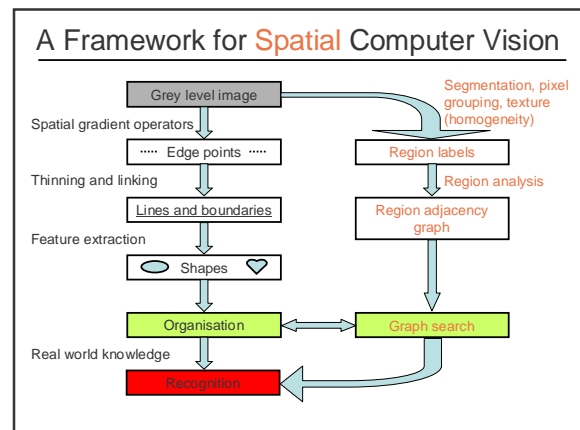 A Framework for Spatial Computer Vision
Grey level image
Segmentation, pixel
grouping, texture
(homogeneity)
Spatial gradient operators
Edge points
Region labels
Thinning and linking
Region analysis
Lines and boundaries
Region adjacency
graph
Feature extraction
Shapes
Organisation
Graph search
Real world knowledge
Recognition